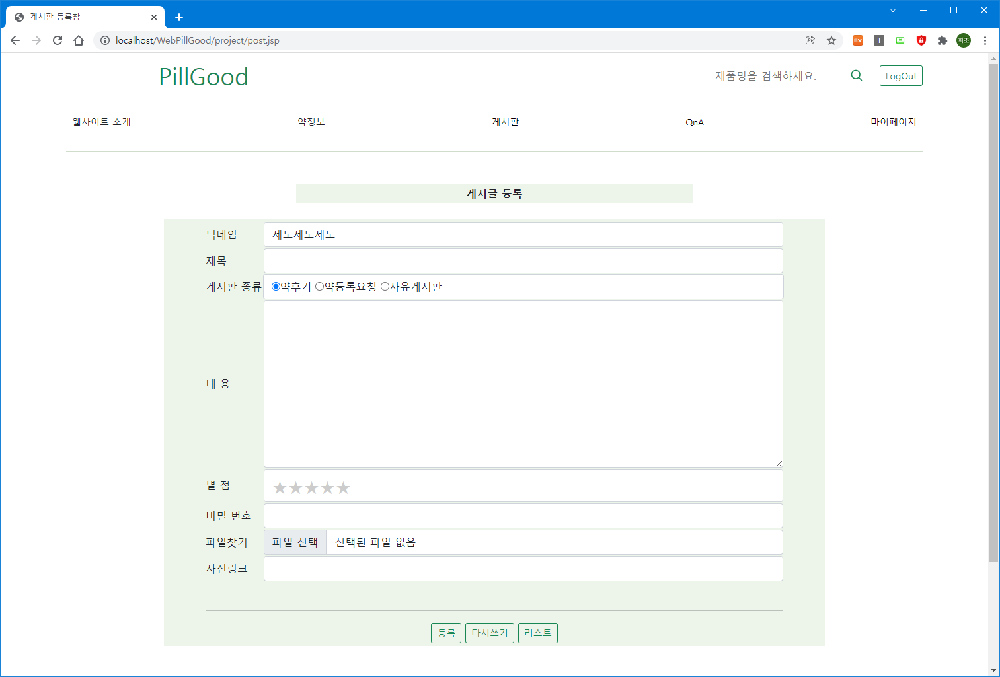 게시판 등록창
localhost/WebPillGood/project/post.jsp
희조
PillGood
제품명을 검색하세요.
LogOut
웹사이트 소개 약정보 게시판 QnA 마이페이지
게시글 등록
닉네임 제노제노제노
제목
게시판 종류 약후기 약등록요청 자유게시판
내 용
별 점 ★★★★★
비밀 번호
파일찾기 파일 선택 선택된 파일 없음
사진링크
등록 다시쓰기 리스트